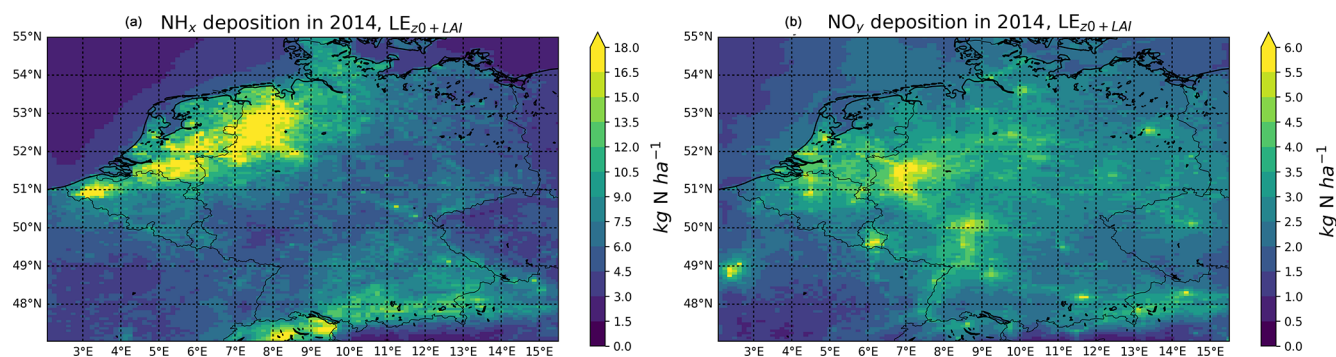 (a) NHx deposition in 2014, LEz0+LAI
55°N
54°N
53°N
52°N
51°N
50°N
49°N
48°N
3°E 4°E 5°E 6°E 7°E 8°E 9°E 10°E 11°E 12°E 13°E 14°E 15°E
18.0
16.5
15.0
13.5
12.0
10.5
9.0
7.5
6.0
4.5
3.0
1.5
0.0
kg N ha−1
(b) NOy deposition in 2014, LEz0+LAI
55°N
54°N
53°N
52°N
51°N
50°N
49°N
48°N
3°E 4°E 5°E 6°E 7°E 8°E 9°E 10°E 11°E 12°E 13°E 14°E 15°E
6.0
5.5
5.0
4.5
4.0
3.5
3.0
2.5
2.0
1.5
1.0
0.5
0.0
kg N ha−1